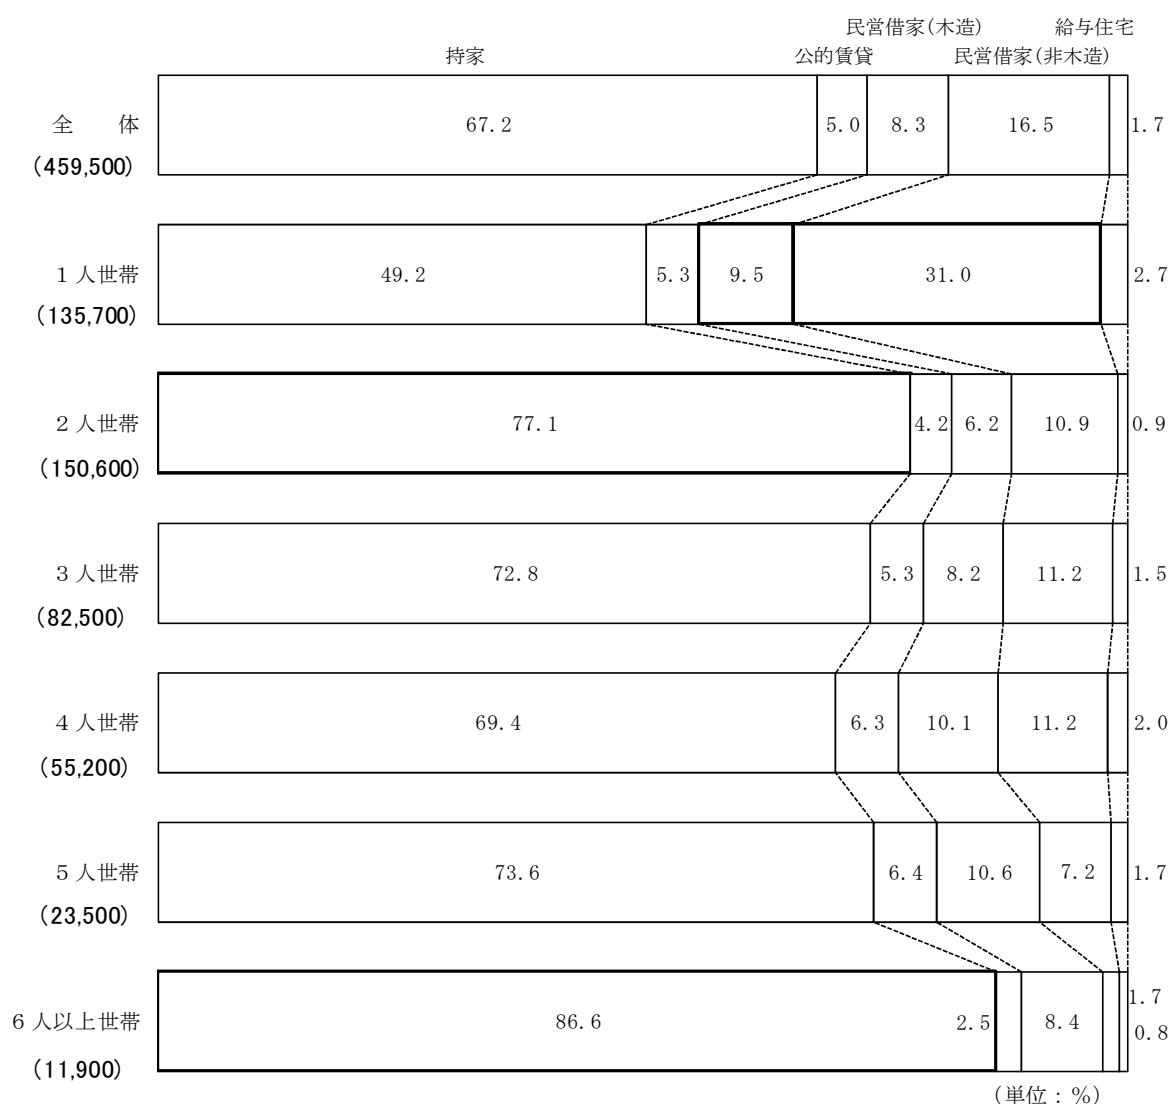 民営借家(木造) 給与住宅
持家 公的賃貸 民営借家(非木造)
全 体 67.2 5.0 8.3 16.5 1.7
(459,500)
1人世帯 49.2 5.3 9.5 31.0 2.7
(135,700)
2人世帯 77.1 4.2 6.2 10.9 0.9
(150,600)
3人世帯 72.8 5.3 8.2 11.2 1.5
(82,500)
4人世帯 69.4 6.3 10.1 11.2 2.0
(55,200)
5人世帯 73.6 6.4 10.6 7.2 1.7
(23,500)
1.7
6人以上世帯 86.6 2.5 8.4 0.8
(11,900)
(単位：%)